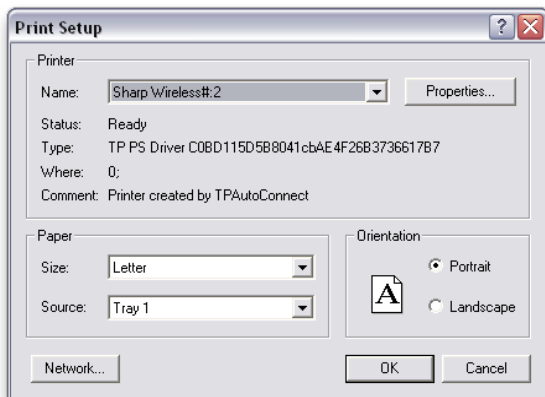 Print Setup
Printer
Name: Sharp Wireless#:2 Properties...
Status: Ready
Type: TP PS Driver C0BD115D5B8041cbAE4F26B3736617B7
Where: 0;
Comment: Printer created by TPAutoConnect
Paper
Size: Letter
Source: Tray 1
Orientation
A
Portrait
Landscape
Network... OK Cancel